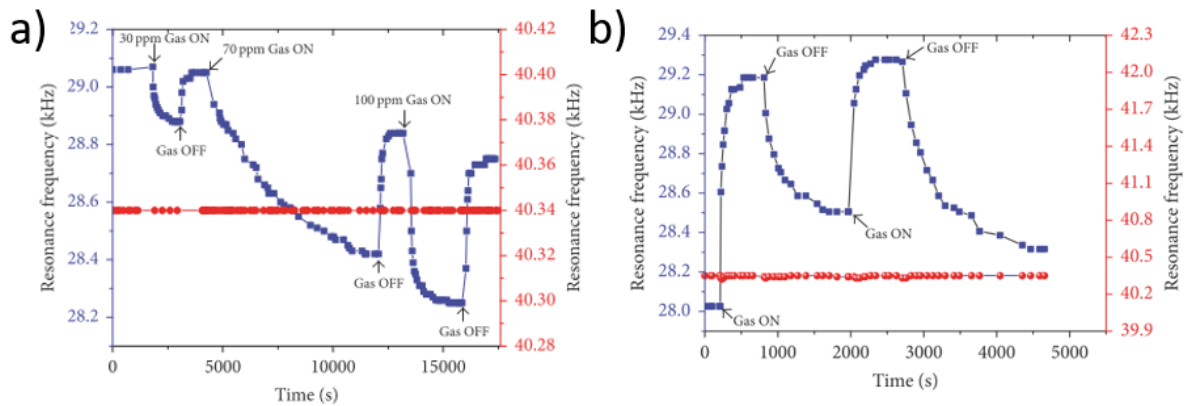 a)
29.2
29.0
28.8
28.6
28.4
28.2
Resonance frequency (kHz)
30 ppm Gas ON
70 ppm Gas ON
100 ppm Gas ON
Gas OFF
Gas OFF
Gas OFF
40.42
40.40
40.38
40.36
40.34
40.32
40.30
40.28
Resonance frequency (kHz)
0 5000 10000 15000
Time (s)
b)
29.4
29.2
29.0
28.8
28.6
28.4
28.2
28.0
Resonance frequency (kHz)
Gas OFF
Gas OFF
Gas ON
Gas ON
42.3
42.0
41.7
41.4
41.1
40.8
40.5
40.2
39.9
Resonance frequency (kHz)
0 1000 2000 3000 4000 5000
Time (s)